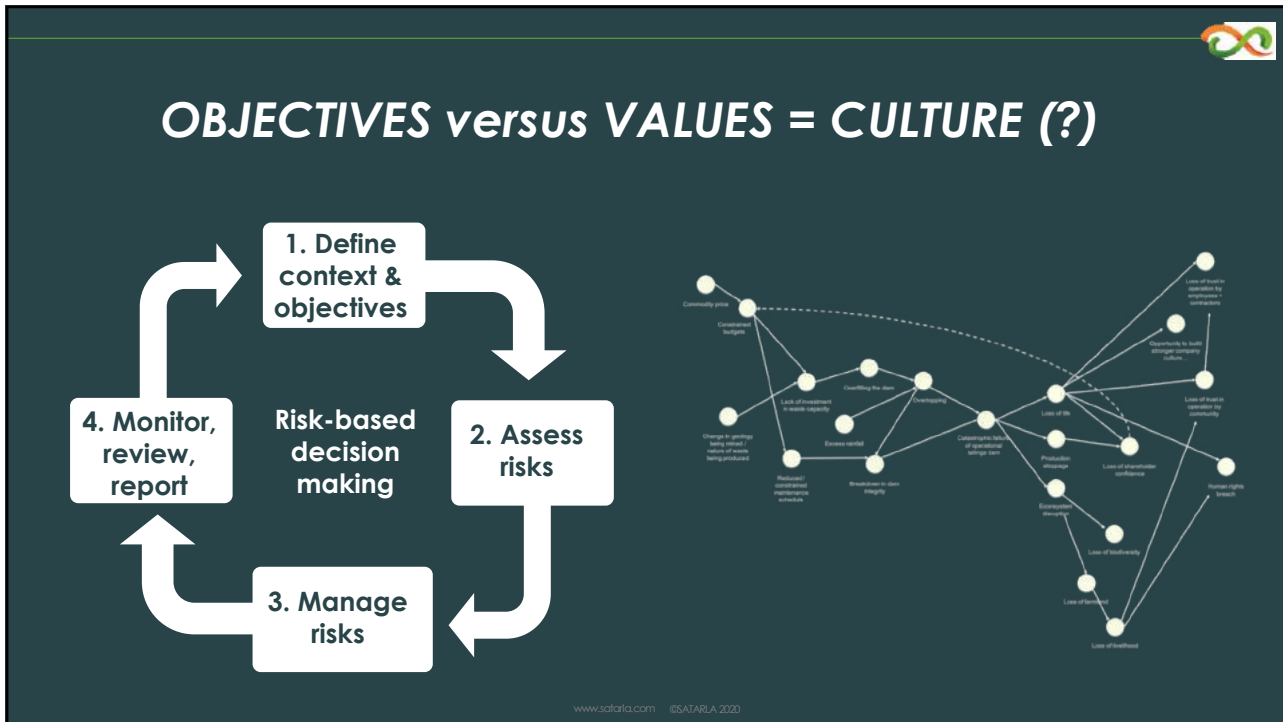 OBJECTIVES versus VALUES = CULTURE (?)
1. Define
context &
objectives
2. Assess
risks
3. Manage
risks
4. Monitor,
review,
report
Risk-based
decision
making
Commodity price
Constrained
budgets
Lack of investment
in waste capacity
Overfilling the dam
Overtopping
Change in geology
being mined /
nature of waste
being produced
Excess rainfall
Reduced /
constrained
maintenance
schedule
Breakdown in dam
integrity
Catastrophic failure
of operational
tailings dam
Loss of life
Production
stoppage
Ecosystem
disruption
Loss of biodiversity
Loss of farmland
Loss of livelihood
Loss of shareholder
confidence
Loss of trust in
operation by
employees +
contractors
Opportunity to build
stronger company
culture...
Loss of trust in
operation by
community
Human rights
breach
www.satarla.com ©SATARLA 2020